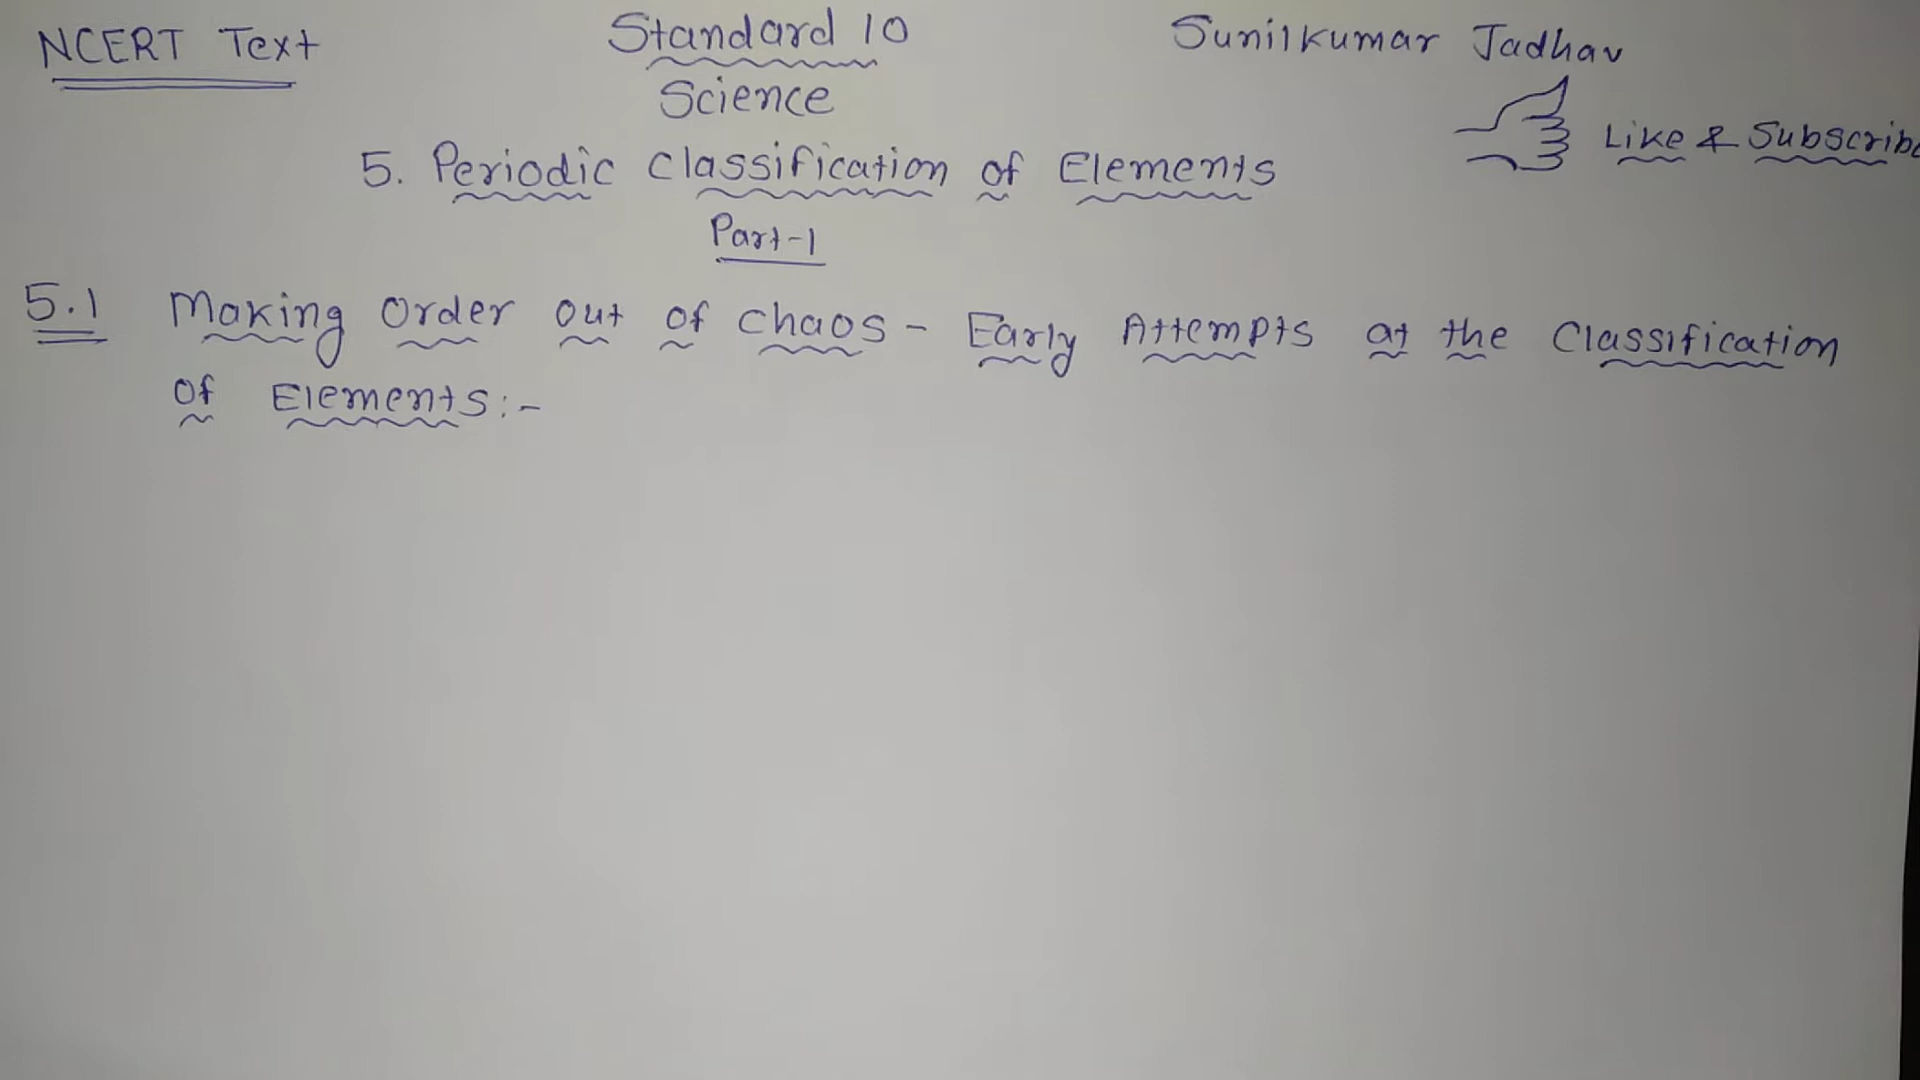 NCERT Text
Standard 10
Science
Sunilkumar Jadhav
Like & Subscribe
5. Periodic Classification of Elements
Part-1
5.1 Making Order Out of Chaos - Early Attempts at the Classification
Of Elements:-